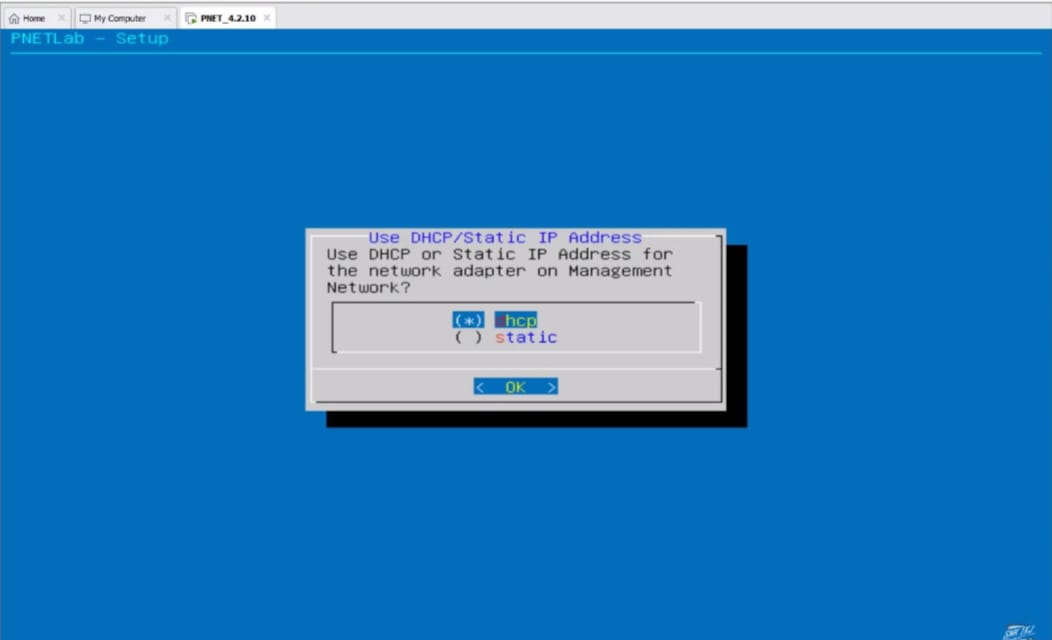 Home
My Computer
PNET_4.2.10
PNETLab - Setup
Use DHCP/Static IP Address
Use DHCP or Static IP Address for
the network adapter on Management
Network?
(*) dhcp
( ) static
< OK >